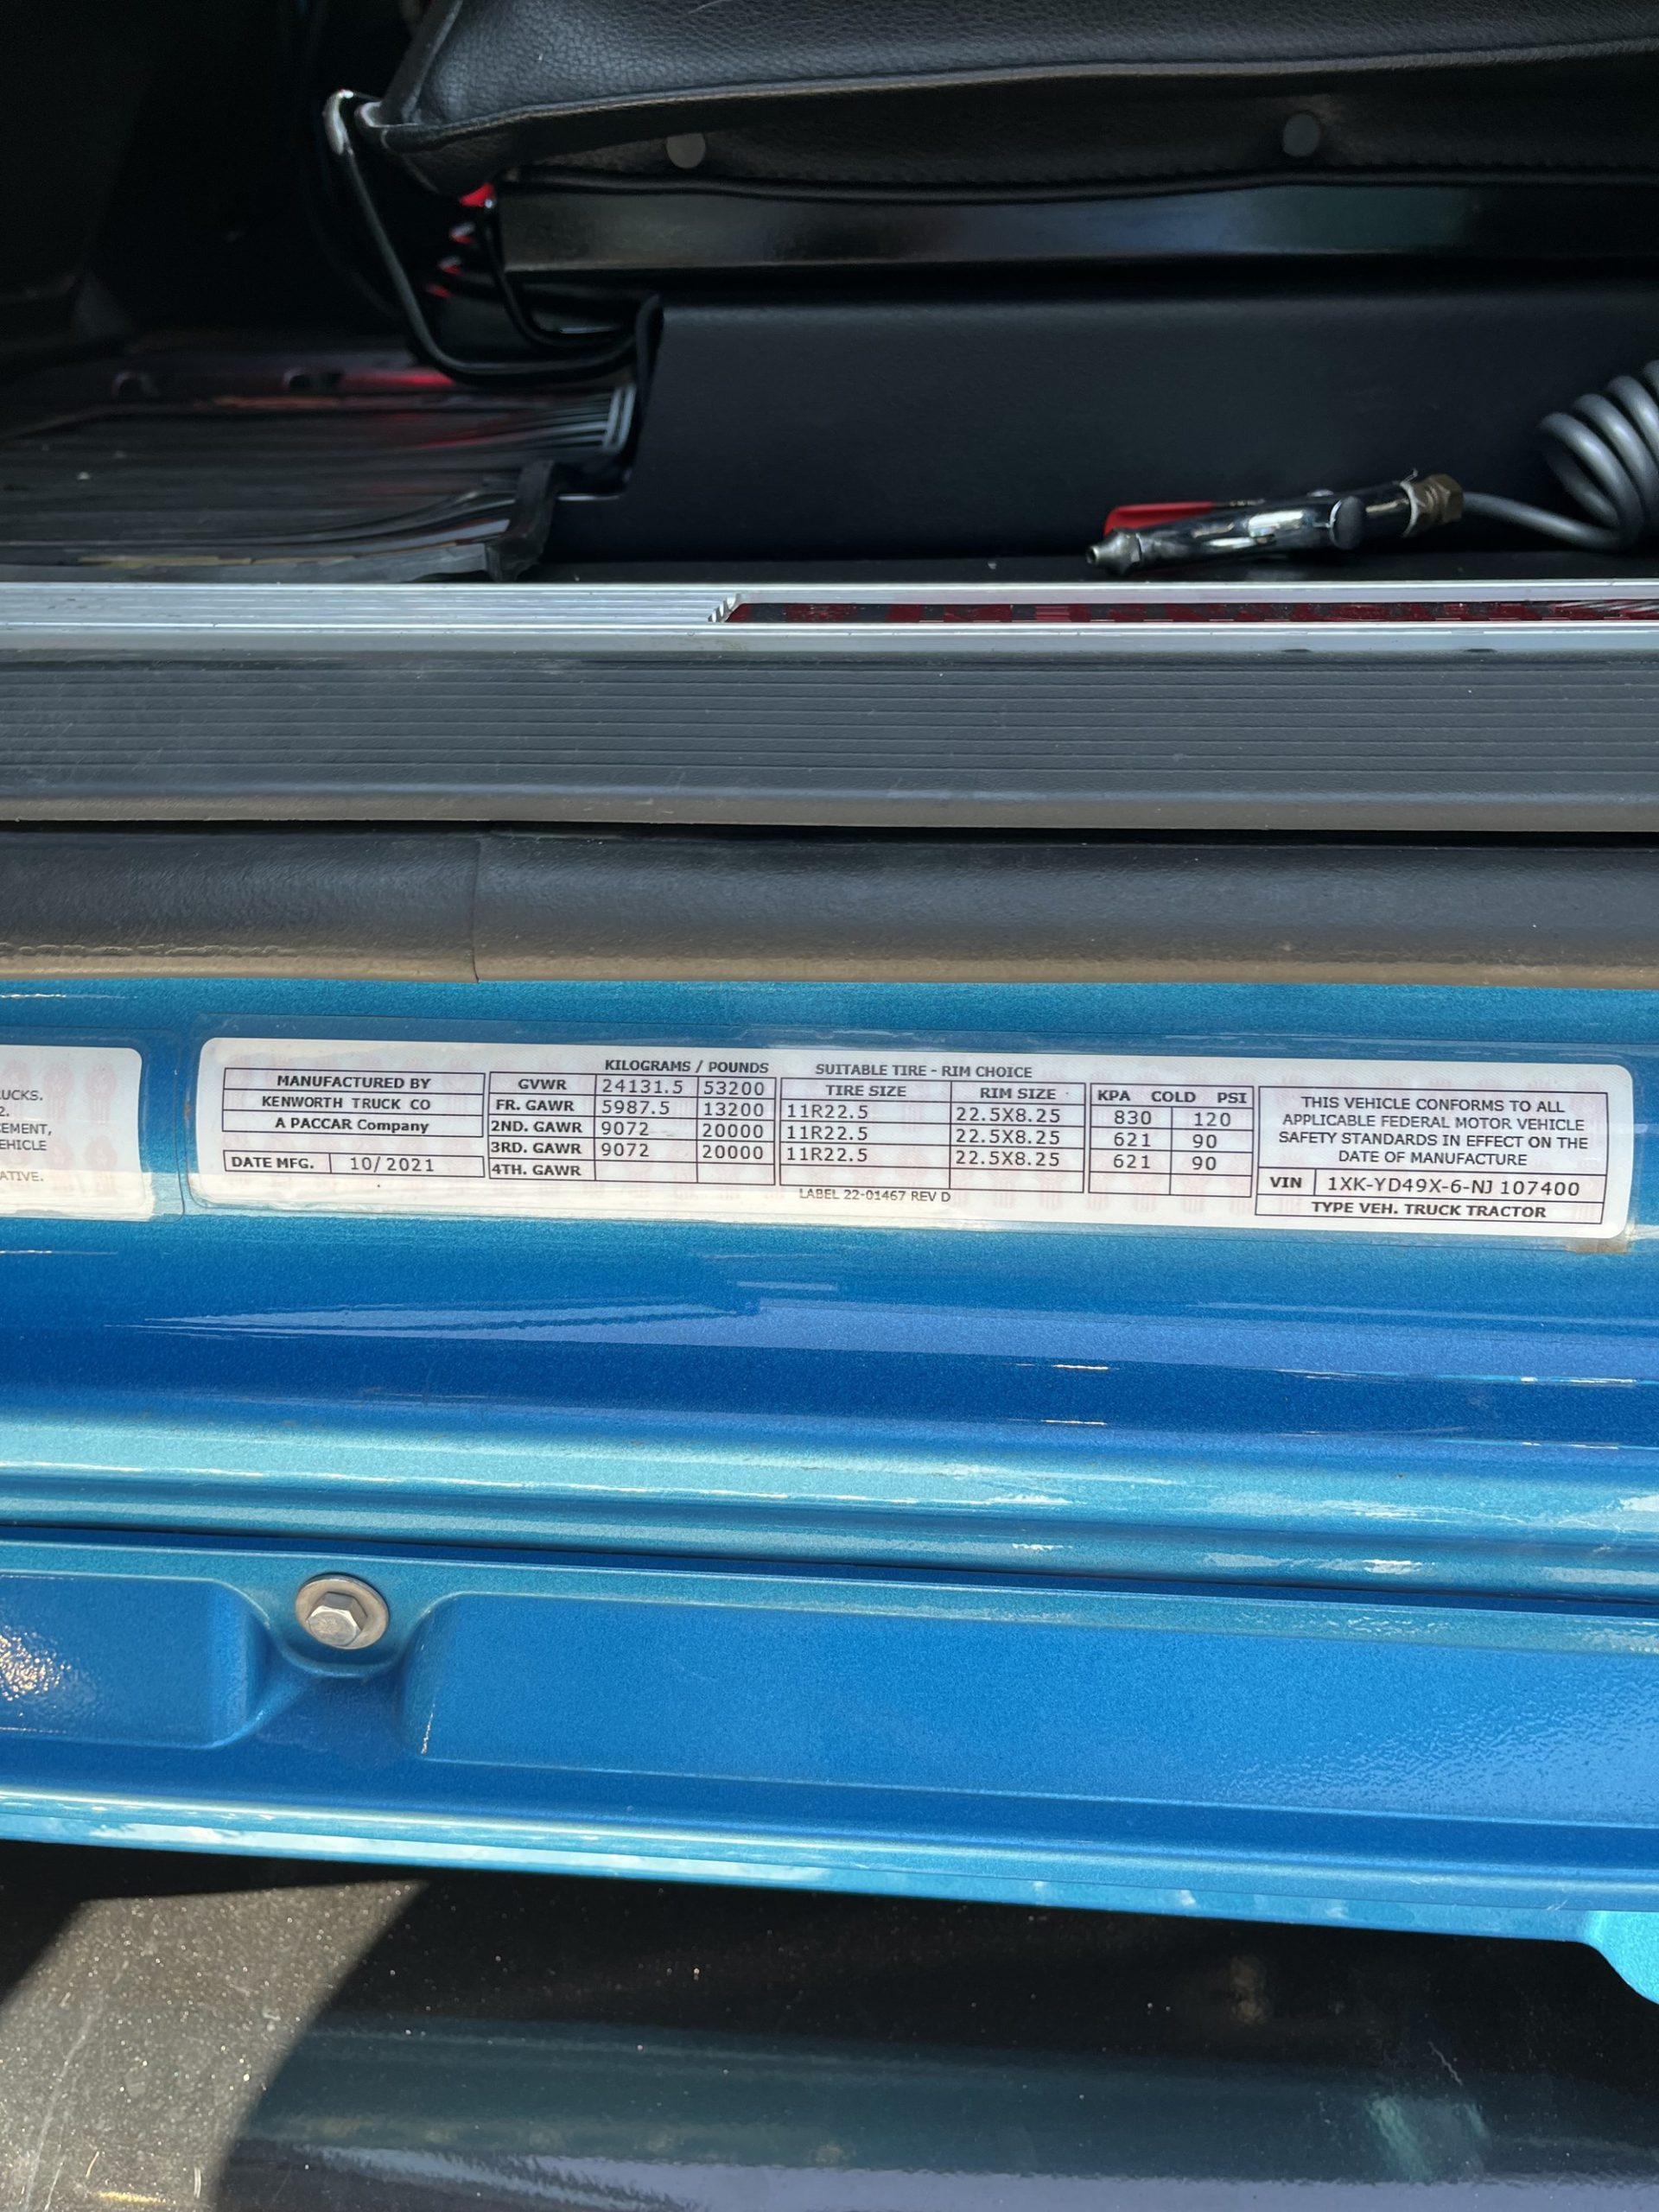 UCKS.
2.
EMENT,
EHICLE
ATIVE.
MANUFACTURED BY
KENWORTH TRUCK CO
A PACCAR Company
DATE MFG. 10/2021
KILOGRAMS / POUNDS
GVWR 24131.5 53200
FR. GAWR 5987.5 13200
2ND. GAWR 9072 20000
3RD. GAWR 9072 20000
4TH. GAWR
SUITABLE TIRE - RIM CHOICE
TIRE SIZE RIM SIZE
11R22.5 22.5X8.25
11R22.5 22.5X8.25
11R22.5 22.5X8.25
LABEL 22-01467 REV D
KPA COLD PSI
830 120
621 90
621 90
THIS VEHICLE CONFORMS TO ALL
APPLICABLE FEDERAL MOTOR VEHICLE
SAFETY STANDARDS IN EFFECT ON THE
DATE OF MANUFACTURE
VIN 1XK-YD49X-6-NJ 107400
TYPE VEH. TRUCK TRACTOR